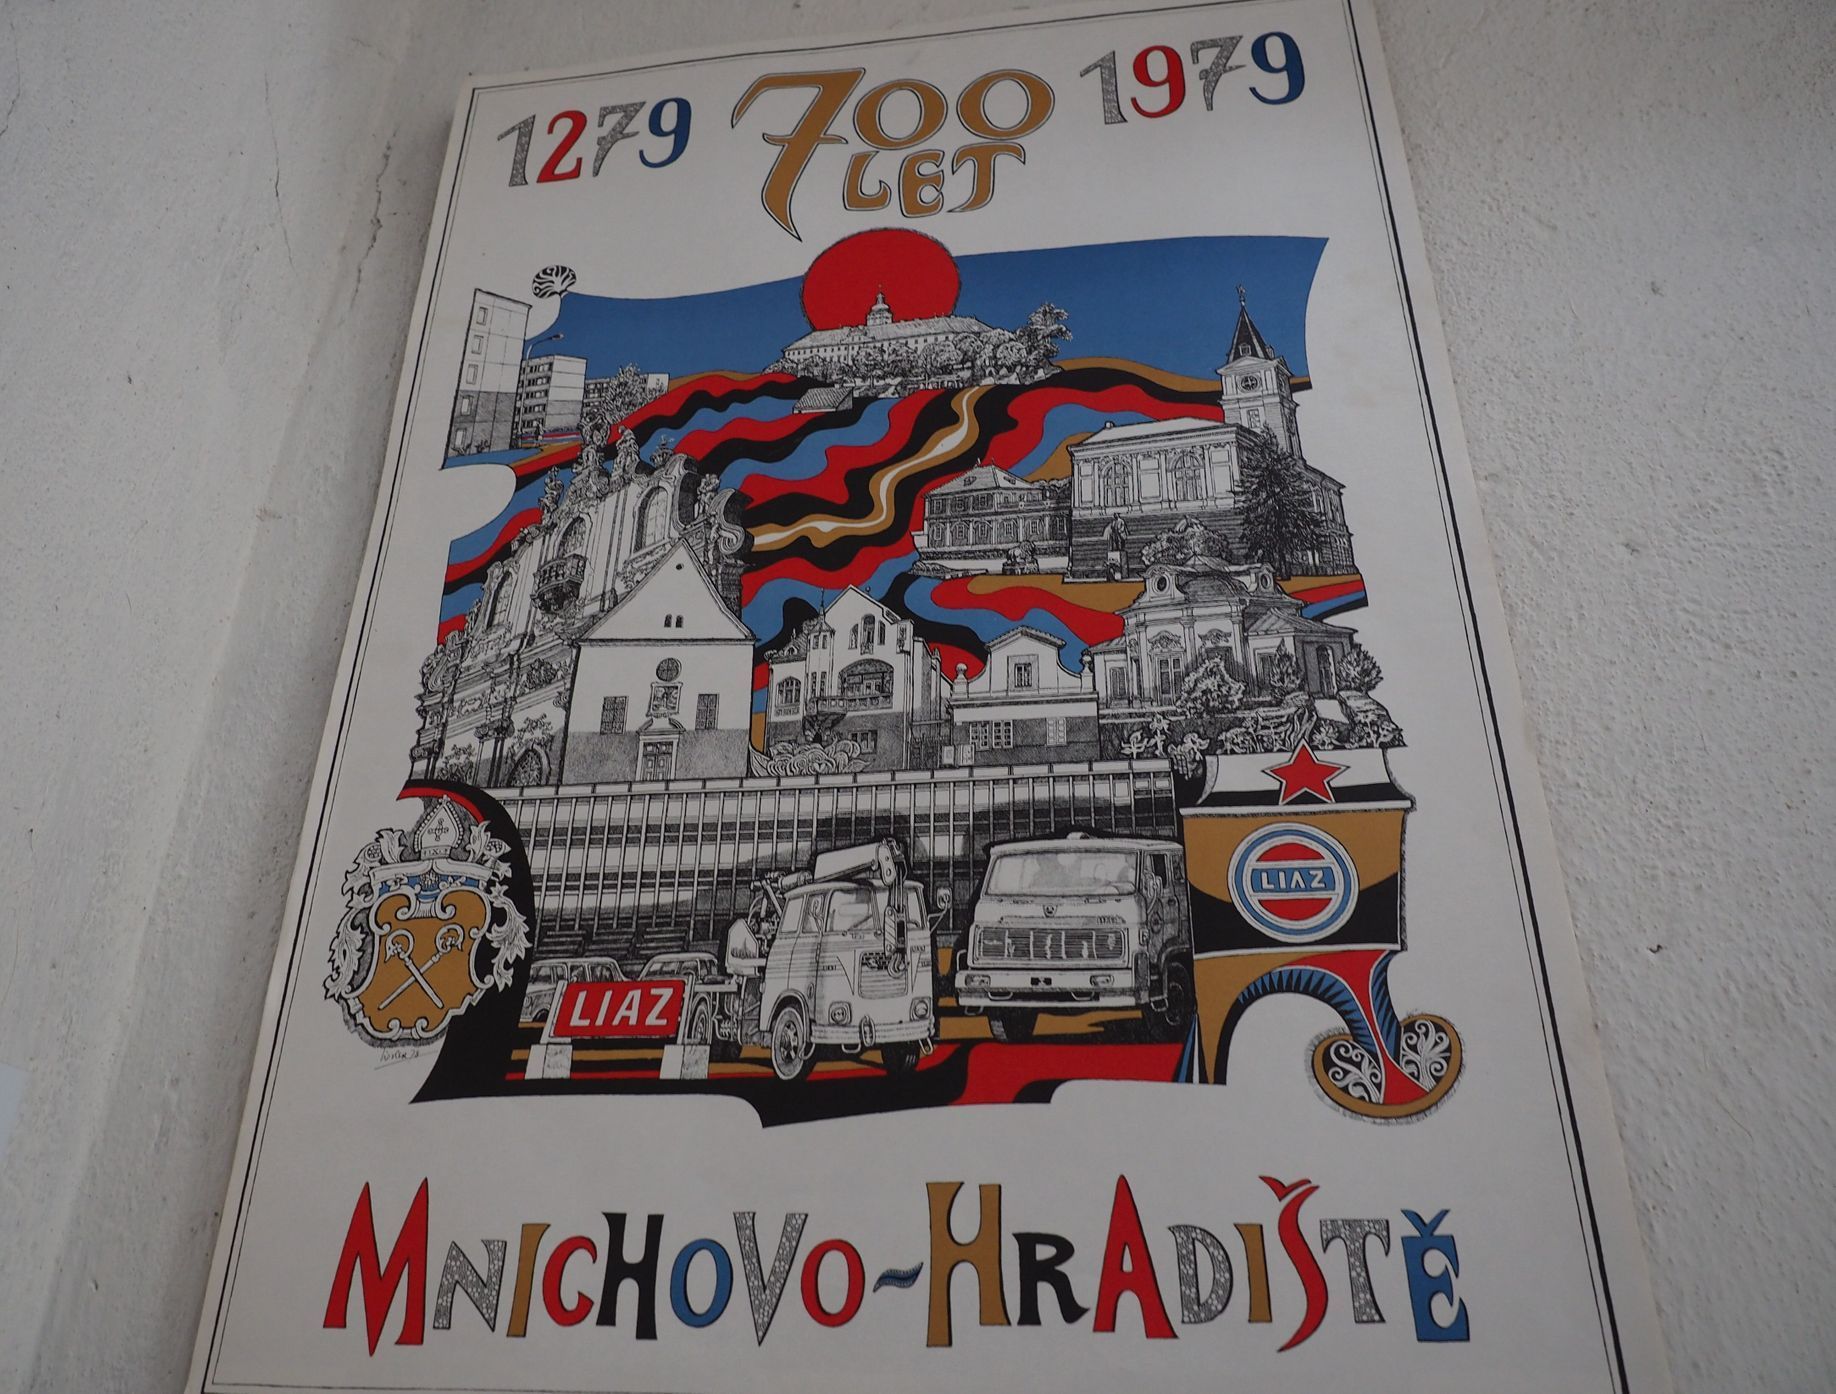 1279 700 1979
LET
LIAZ
LIAZ
MNICHOVO-HRADIŠTĚ